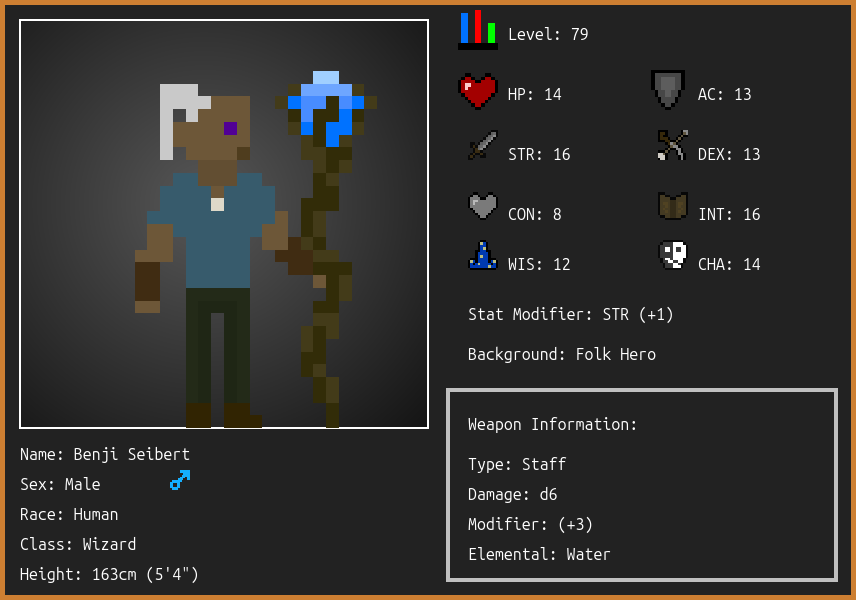 Level: 79
HP: 14
AC: 13
STR: 16
DEX: 13
CON: 8
INT: 16
WIS: 12
CHA: 14
Stat Modifier: STR (+1)
Background: Folk Hero
Name: Benji Seibert
Sex: Male
Race: Human
Class: Wizard
Height: 163cm (5'4")
Weapon Information:
Type: Staff
Damage: d6
Modifier: (+3)
Elemental: Water